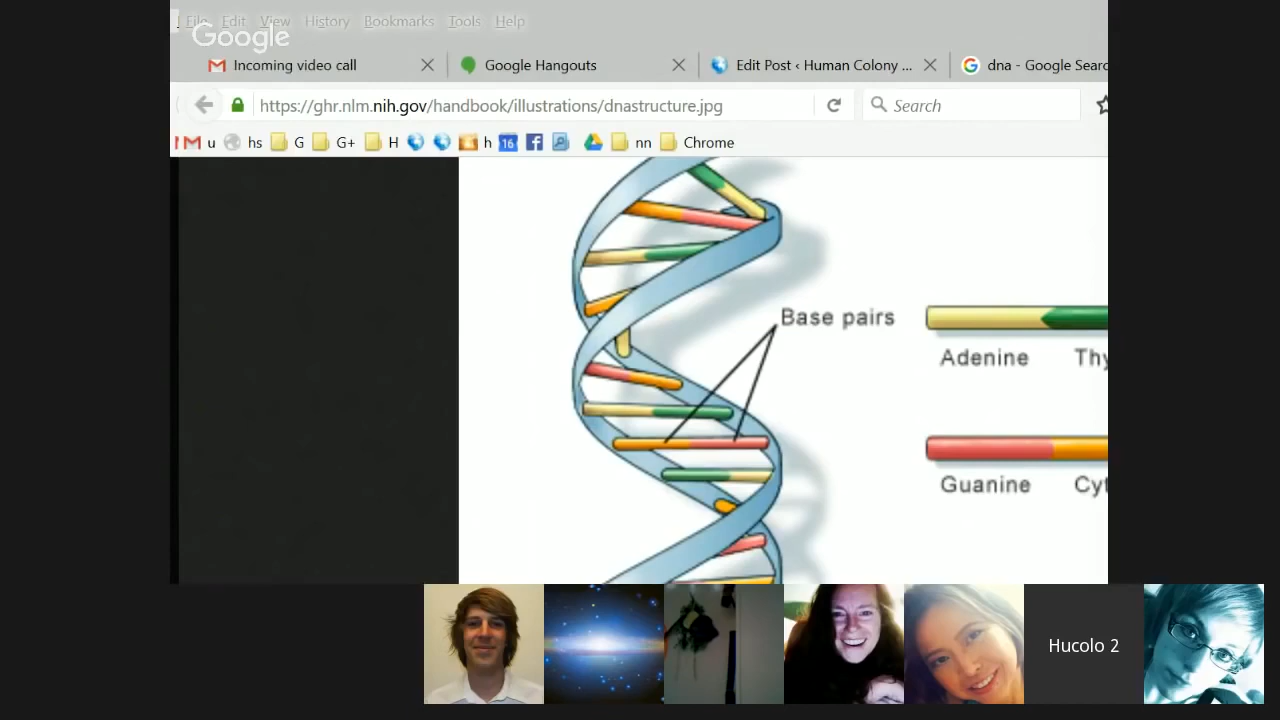 File Edit View History Bookmarks Tools Help
Google
Incoming video call
Google Hangouts
Edit Post ‹ Human Colony ...
dna - Google Searc
https://ghr.nlm.nih.gov/handbook/illustrations/dnastructure.jpg
Search
u hs G G+ H h 16 nn Chrome
Base pairs
Adenine Thy
Guanine Cyt
Hucolo 2